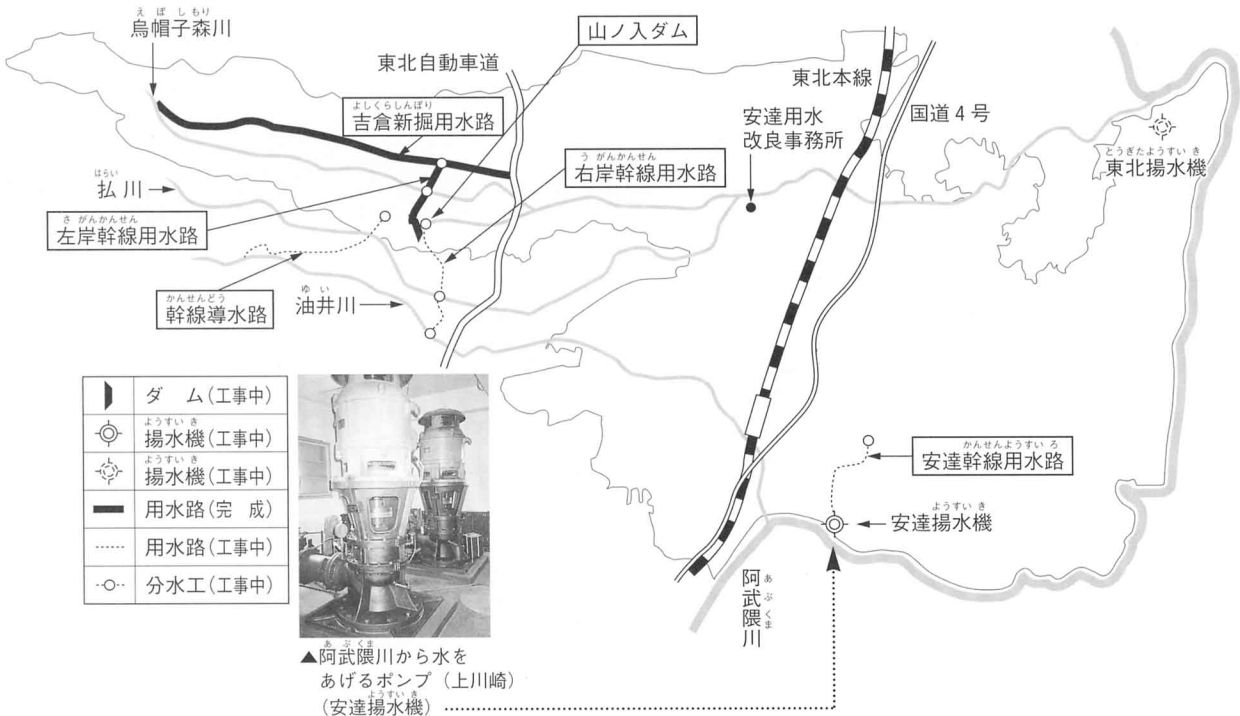 えぼしもり
烏帽子森川
山ノ入ダム
東北自動車道
東北本線
よしくらしんぼり
吉倉新掘用水路
安達用水
改良事務所
国道4号
とうぎたようすいき
東北揚水機
うがんかんせん
右岸幹線用水路
はらい
払川
さがんかんせん
左岸幹線用水路
かんせんどう
幹線導水路
ゆい
油井川
ダム(工事中)
ようすいき
揚水機(工事中)
ようすいき
揚水機(工事中)
用水路(完成)
用水路(工事中)
分水工(工事中)
かんせんようすいろ
安達幹線用水路
ようすいき
安達揚水機
あぶくま
阿武隈川
あぶくま
▲阿武隈川から水を
あげるポンプ(上川崎)
ようすいき
(安達揚水機)